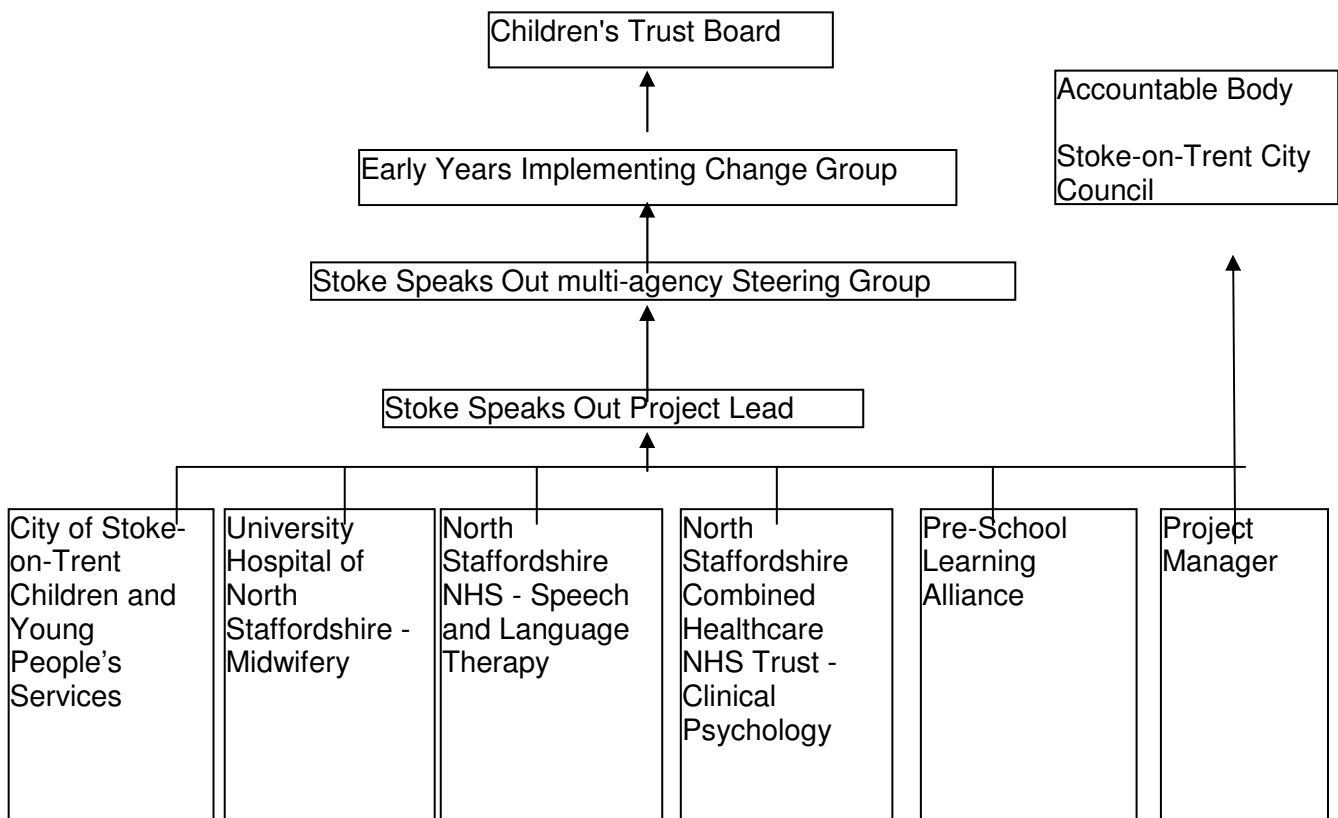 Children's Trust Board
Accountable Body
Stoke-on-Trent City
Council
Early Years Implementing Change Group
Stoke Speaks Out multi-agency Steering Group
Stoke Speaks Out Project Lead
City of Stoke-
on-Trent
Children and
Young
People’s
Services
University
Hospital of
North
Staffordshire -
Midwifery
North
Staffordshire
NHS - Speech
and Language
Therapy
North
Staffordshire
Combined
Healthcare
NHS Trust -
Clinical
Psychology
Pre-School
Learning
Alliance
Project
Manager